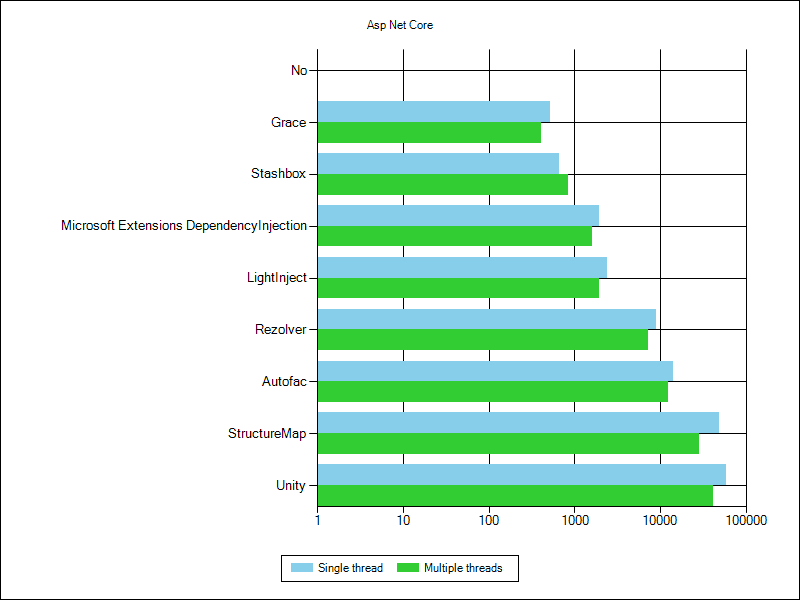 Asp Net Core
No
Grace
Stashbox
Microsoft Extensions DependencyInjection
LightInject
Rezolver
Autofac
StructureMap
Unity
1 10 100 1000 10000 100000
Single thread Multiple threads